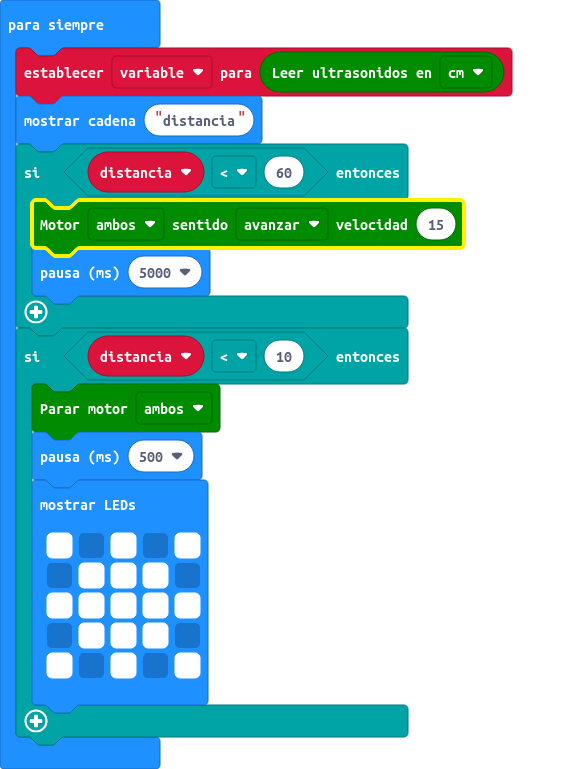 para siempre
establecer variable para Leer ultrasonidos en cm
mostrar cadena "distancia"
si distancia < 60 entonces
Motor ambos sentido avanzar velocidad 15
pausa (ms) 5000
si distancia < 10 entonces
Parar motor ambos
pausa (ms) 500
mostrar LEDs